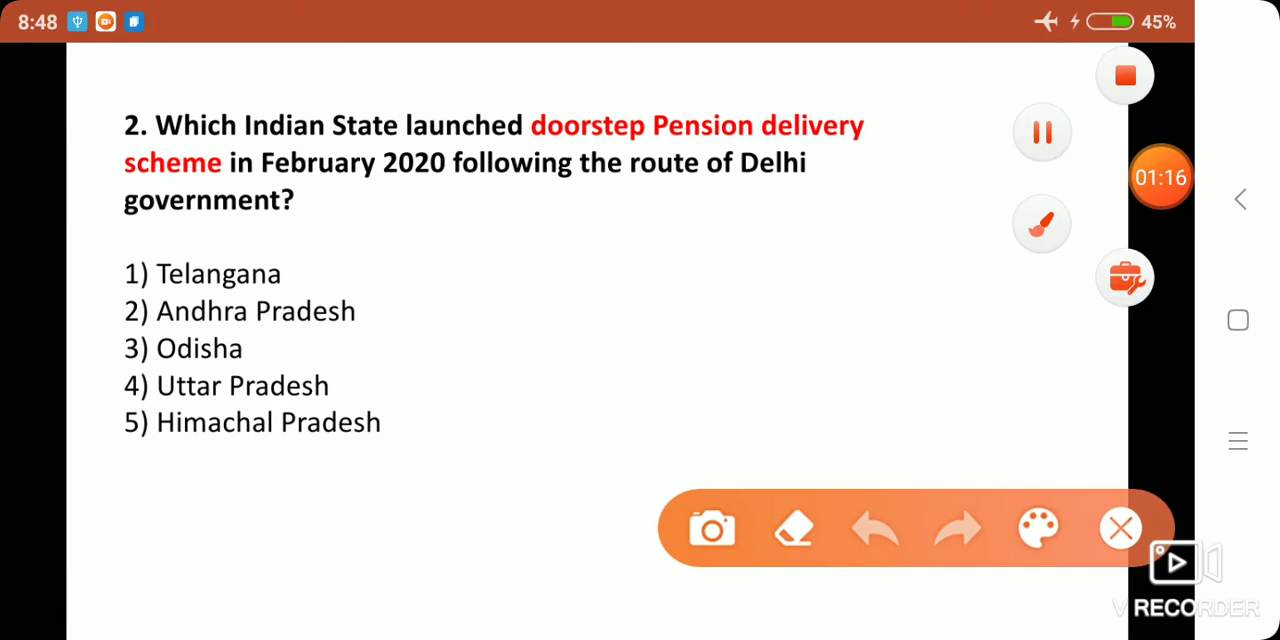 8:48
45%
2. Which Indian State launched doorstep Pension delivery
scheme in February 2020 following the route of Delhi
government?
01:16
1) Telangana
2) Andhra Pradesh
3) Odisha
4) Uttar Pradesh
5) Himachal Pradesh
V RECORDER